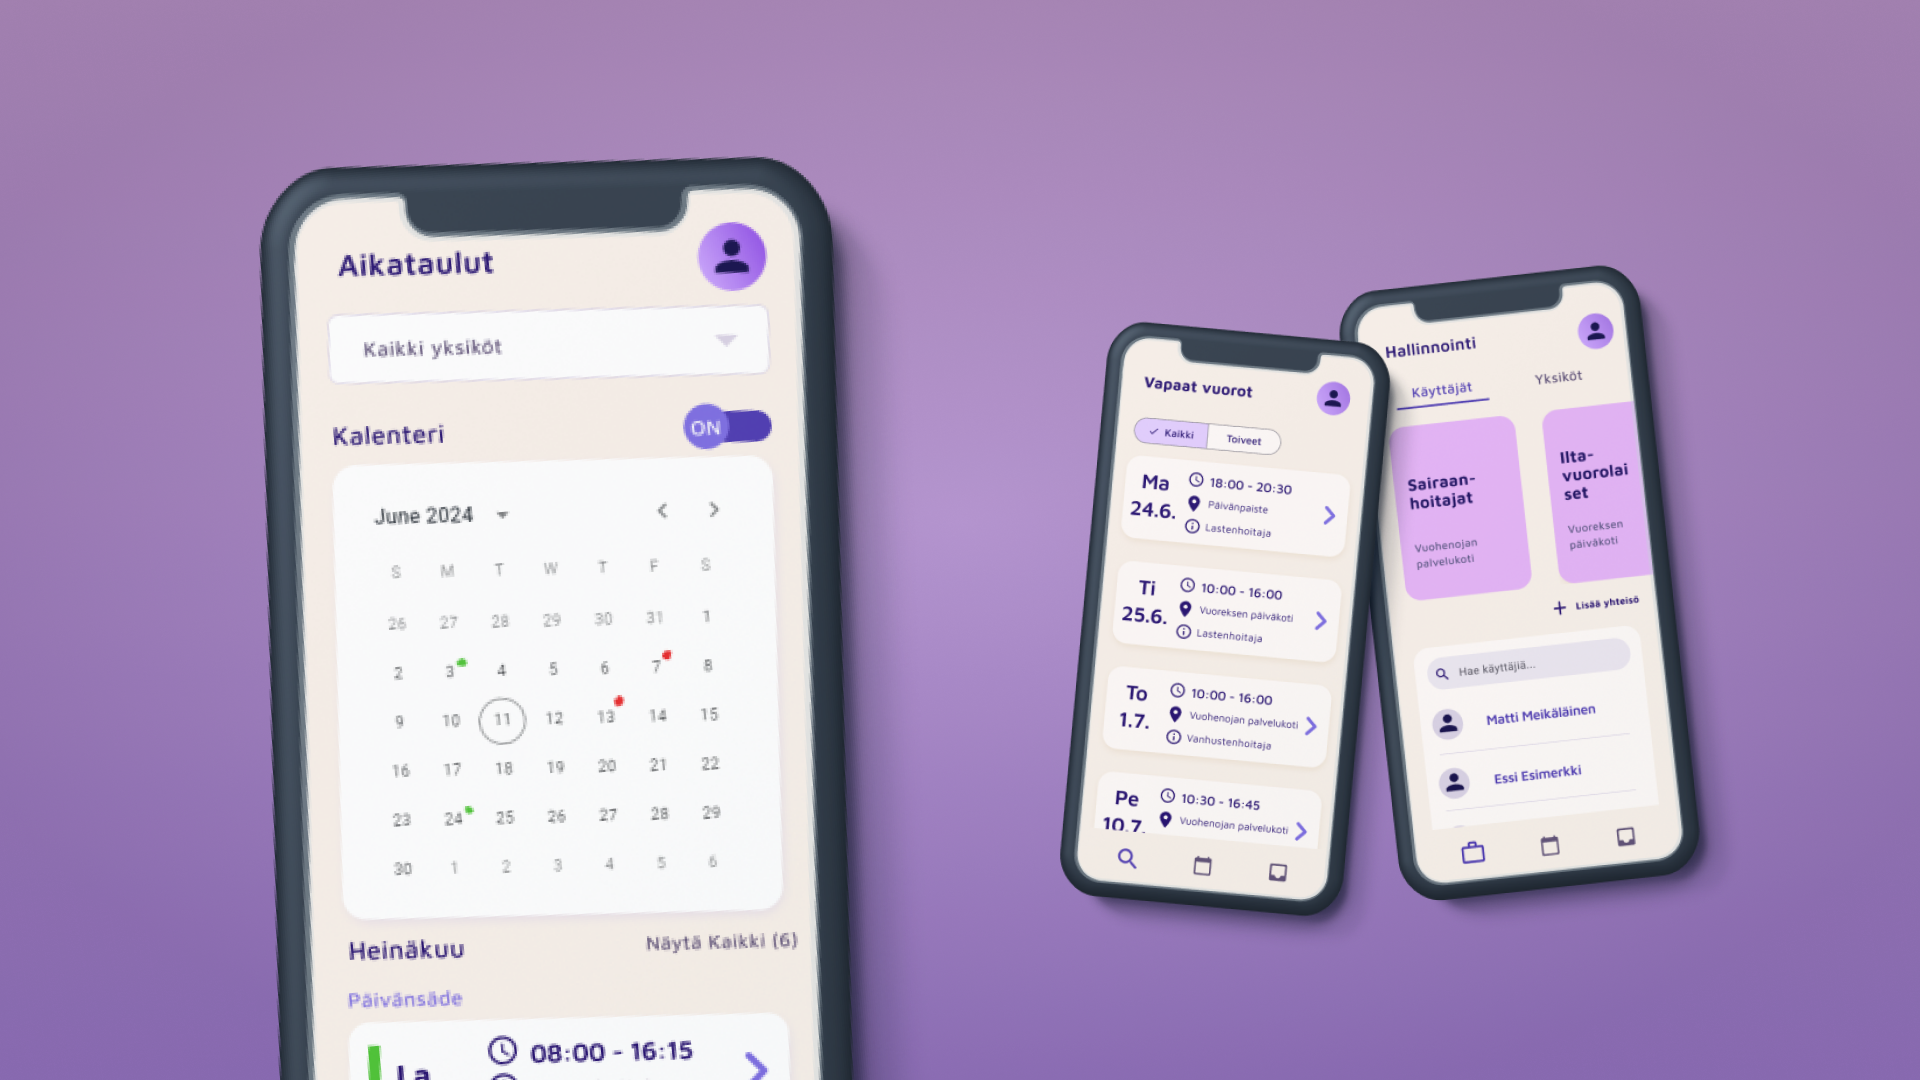 Aikataulut
Kaikki yksiköt
Kalenteri
ON
June 2024
S M T W T F S
26 27 28 29 30 31 1
2 3 4 5 6 7 8
9 10 11 12 13 14 15
16 17 18 19 20 21 22
23 24 25 26 27 28 29
30 1 2 3 4 5 6
Heinäkuu
Näytä Kaikki (6)
Päivänsäde
La
08:00 - 16:15
Vapaat vuorot
Kaikki
Toiveet
Ma
24.6.
18:00 - 20:30
Päivänpaiste
Lastenhoitaja
Ti
25.6.
10:00 - 16:00
Vuoreksen päiväkoti
Lastenhoitaja
To
1.7.
10:00 - 16:00
Vuohenojan palvelukoti
Vanhustenhoitaja
Pe
10.7.
10:30 - 16:45
Vuohenojan palvelukoti
Hallinnointi
Käyttäjät
Yksiköt
Sairaan-
hoitajat
Vuohenojan
palvelukoti
Ilta-
vuorolai
set
Vuoreksen
päiväkoti
Lisää yhteisö
Hae käyttäjiä...
Matti Meikäläinen
Essi Esimerkki